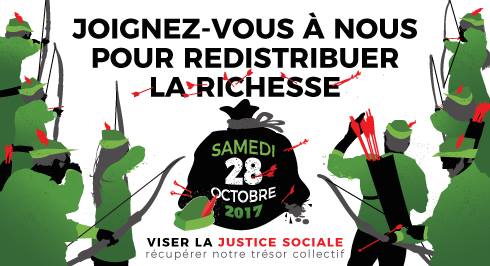 JOIGNEZ-VOUS À NOUS
POUR REDISTRIBUER
LA RICHESSE
SAMEDI
28
OCTOBRE
2017
VISER LA JUSTICE SOCIALE
récupérer notre trésor collectif